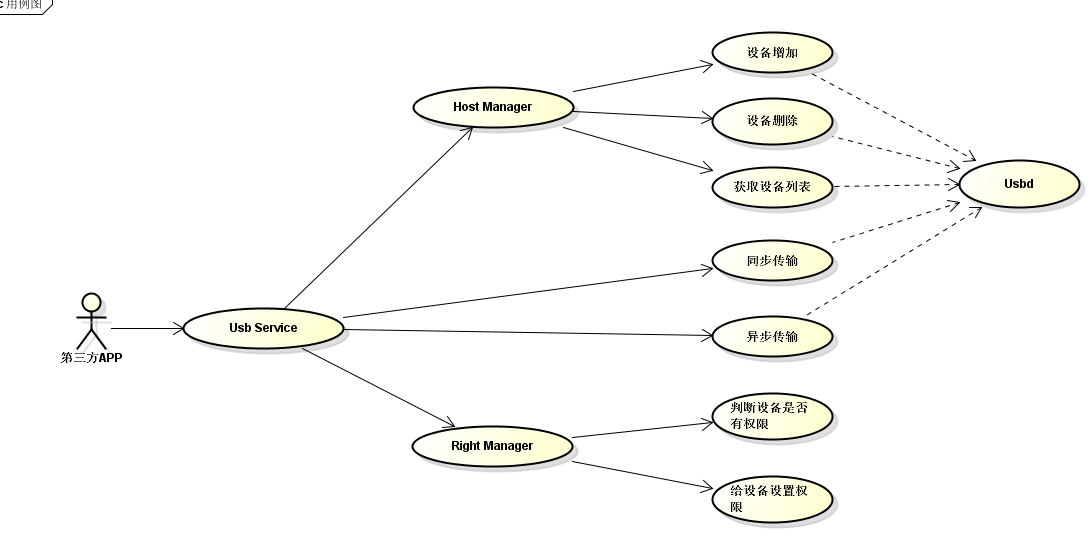 用例图
设备增加
Host Manager
设备删除
获取设备列表
Usbd
同步传输
Usb Service
异步传输
第三方APP
判断设备是否
有权限
Right Manager
给设备设置权
限